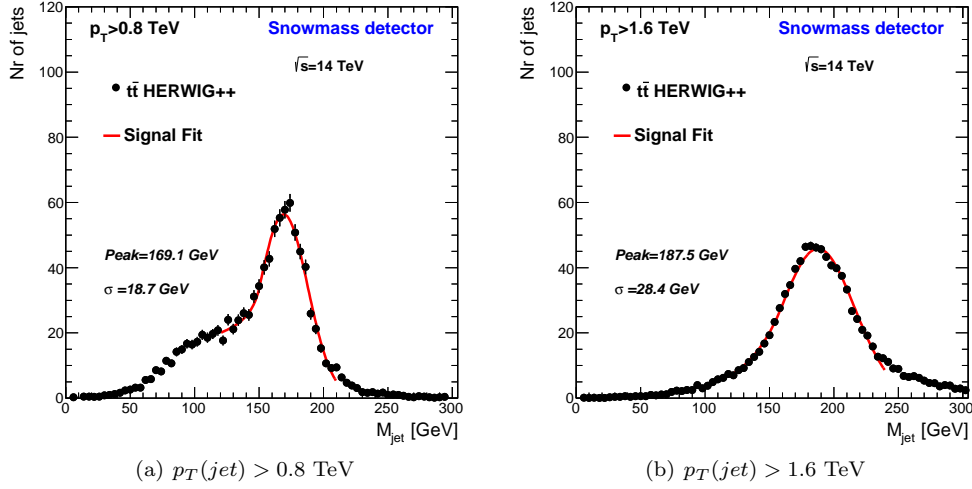 Nr of jets
120
100
80
60
40
20
0
p_T>0.8 TeV
Snowmass detector
√s=14 TeV
tt̄ HERWIG++
Signal Fit
Peak=169.1 GeV
σ =18.7 GeV
0 50 100 150 200 250 300
M_jet [GeV]
(a) p_T(jet) > 0.8 TeV
Nr of jets
120
100
80
60
40
20
0
p_T>1.6 TeV
Snowmass detector
√s=14 TeV
tt̄ HERWIG++
Signal Fit
Peak=187.5 GeV
σ =28.4 GeV
0 50 100 150 200 250 300
M_jet [GeV]
(b) p_T(jet) > 1.6 TeV